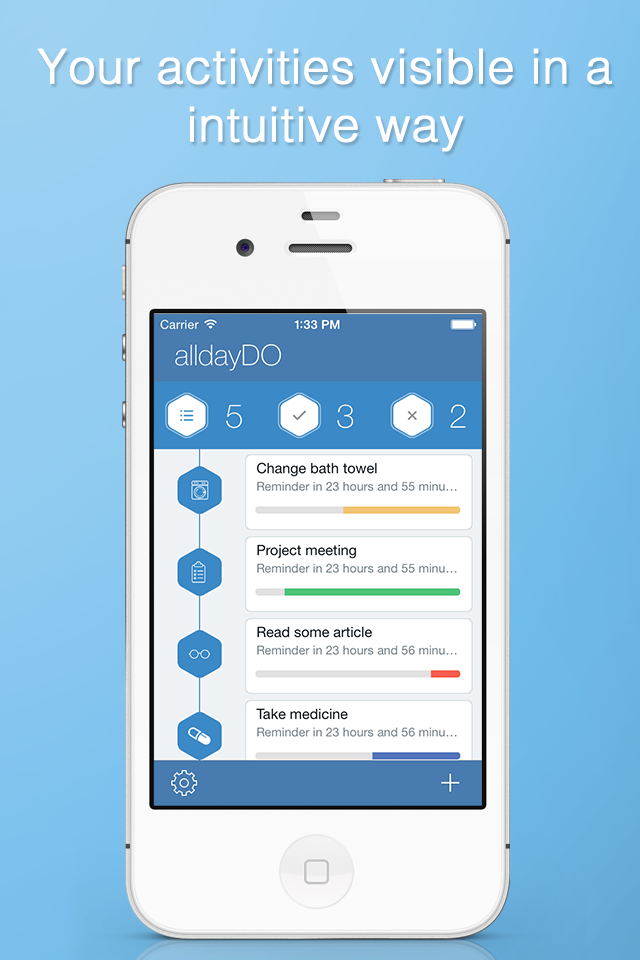 Your activities visible in a
intuitive way
Carrier 1:33 PM
alldayDO
5 3 2
Change bath towel
Reminder in 23 hours and 55 minu...
Project meeting
Reminder in 23 hours and 55 minu...
Read some article
Reminder in 23 hours and 56 minu...
Take medicine
Reminder in 23 hours and 56 minu...